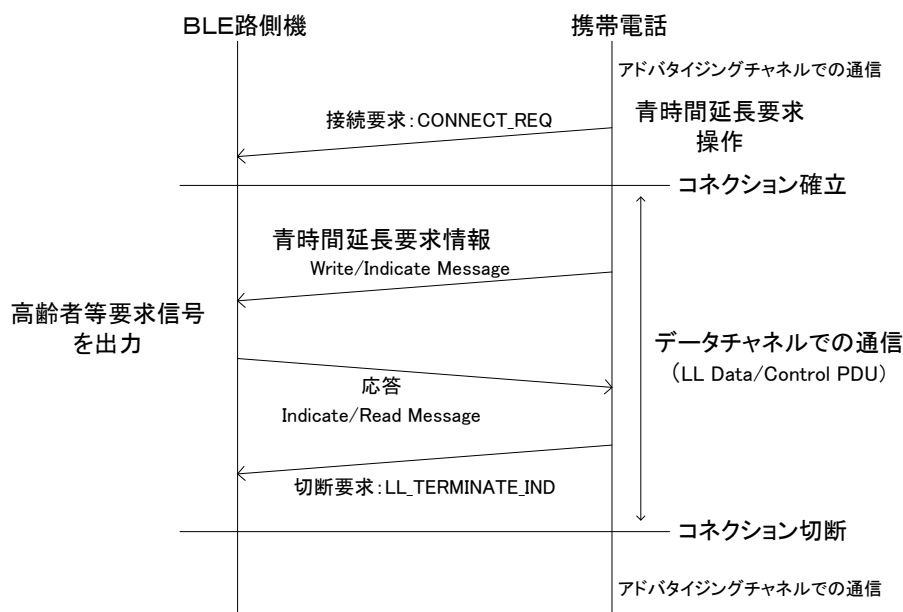 BLE路側機
携帯電話
アドバタイジングチャネルでの通信
接続要求：CONNECT_REQ
青時間延長要求
操作
コネクション確立
青時間延長要求情報
Write/Indicate Message
高齢者等要求信号
を出力
データチャネルでの通信
（LL Data/Control PDU）
応答
Indicate/Read Message
切断要求：LL_TERMINATE_IND
コネクション切断
アドバタイジングチャネルでの通信